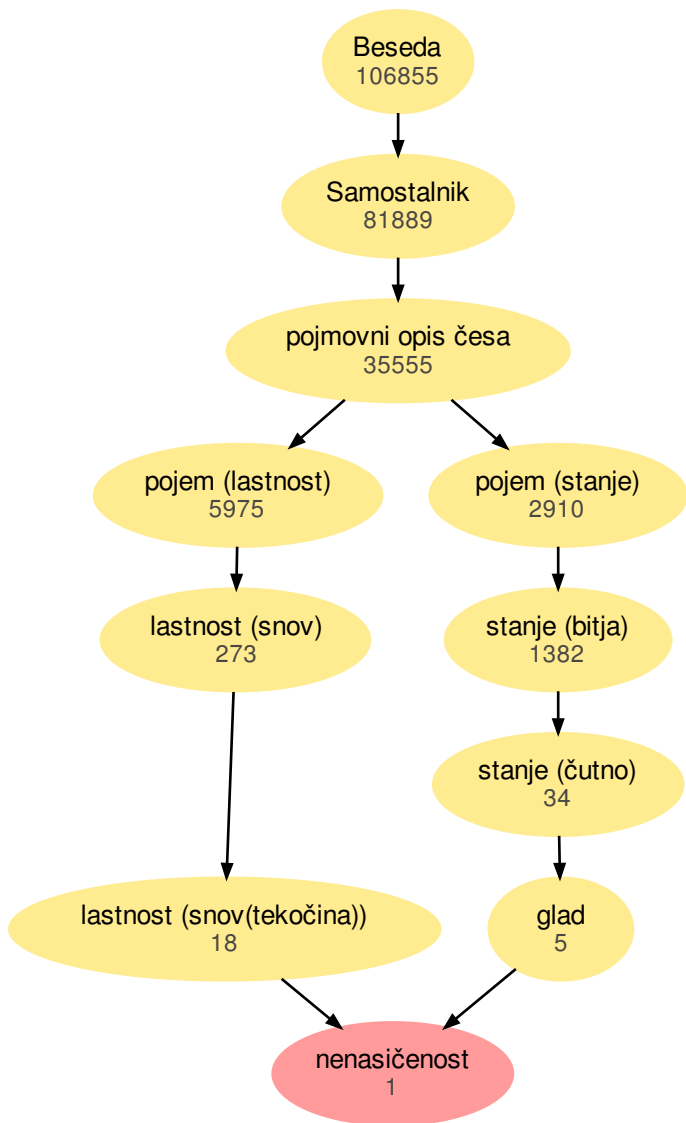 Beseda
106855
Samostalnik
81889
pojmovni opis česa
35555
pojem (lastnost)
5975
pojem (stanje)
2910
lastnost (snov)
273
stanje (bitja)
1382
stanje (čutno)
34
lastnost (snov(tekočina))
18
glad
5
nenasičenost
1